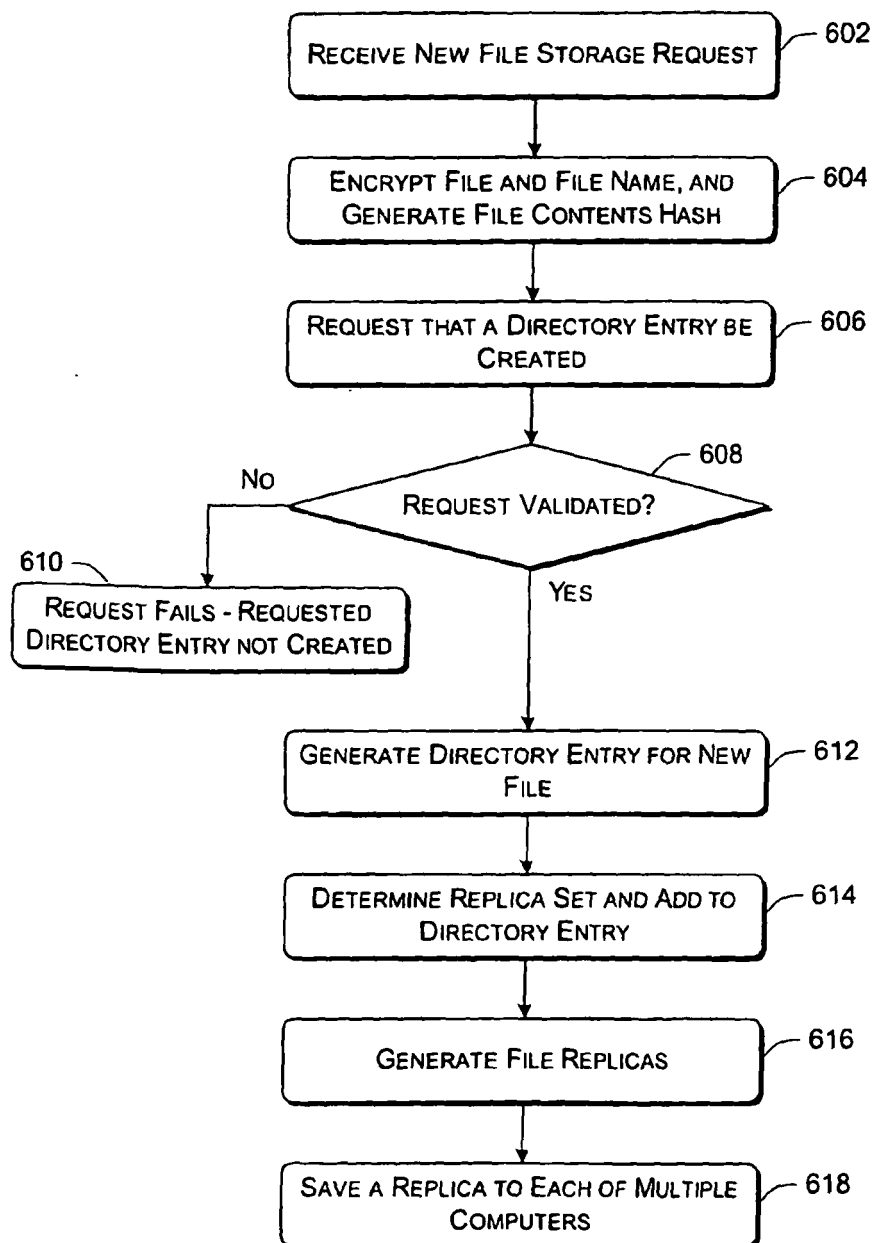 RECEIVE NEW FILE STORAGE REQUEST
602
ENCRYPT FILE AND FILE NAME, AND
GENERATE FILE CONTENTS HASH
604
REQUEST THAT A DIRECTORY ENTRY BE
CREATED
606
608
NO
REQUEST VALIDATED?
610
YES
REQUEST FAILS - REQUESTED
DIRECTORY ENTRY NOT CREATED
GENERATE DIRECTORY ENTRY FOR NEW
FILE
612
DETERMINE REPLICA SET AND ADD TO
DIRECTORY ENTRY
614
GENERATE FILE REPLICAS
616
SAVE A REPLICA TO EACH OF MULTIPLE
COMPUTERS
618